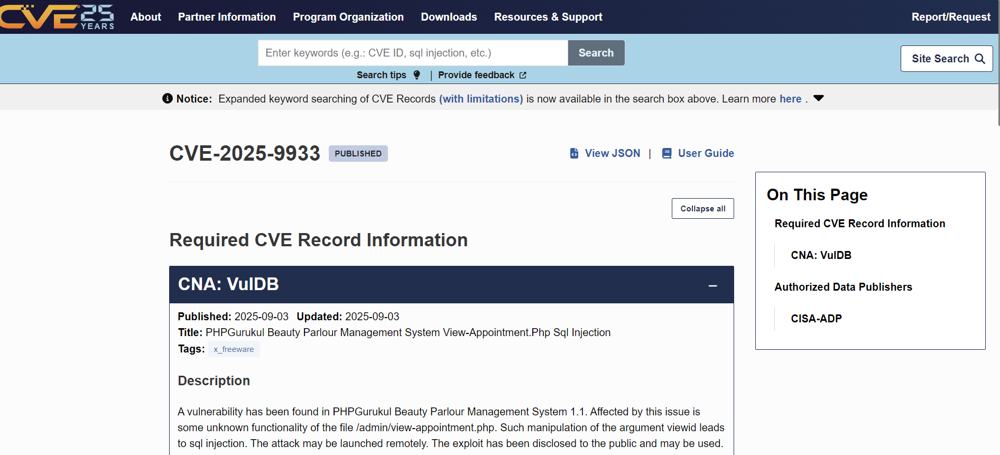 CVE 25 YEARS
About Partner Information Program Organization Downloads Resources & Support Report/Request
Enter keywords (e.g.: CVE ID, sql injection, etc.) Search
Site Search
Search tips | Provide feedback
Notice: Expanded keyword searching of CVE Records (with limitations) is now available in the search box above. Learn more here .
CVE-2025-9933 PUBLISHED
View JSON | User Guide
Collapse all
Required CVE Record Information
CNA: VulDB
Published: 2025-09-03 Updated: 2025-09-03
Title: PHPGurukul Beauty Parlour Management System View-Appointment.Php Sql Injection
Tags: x_freeware
Description
A vulnerability has been found in PHPGurukul Beauty Parlour Management System 1.1. Affected by this issue is
some unknown functionality of the file /admin/view-appointment.php. Such manipulation of the argument viewid leads
to sql injection. The attack may be launched remotely. The exploit has been disclosed to the public and may be used.
On This Page
Required CVE Record Information
CNA: VulDB
Authorized Data Publishers
CISA-ADP